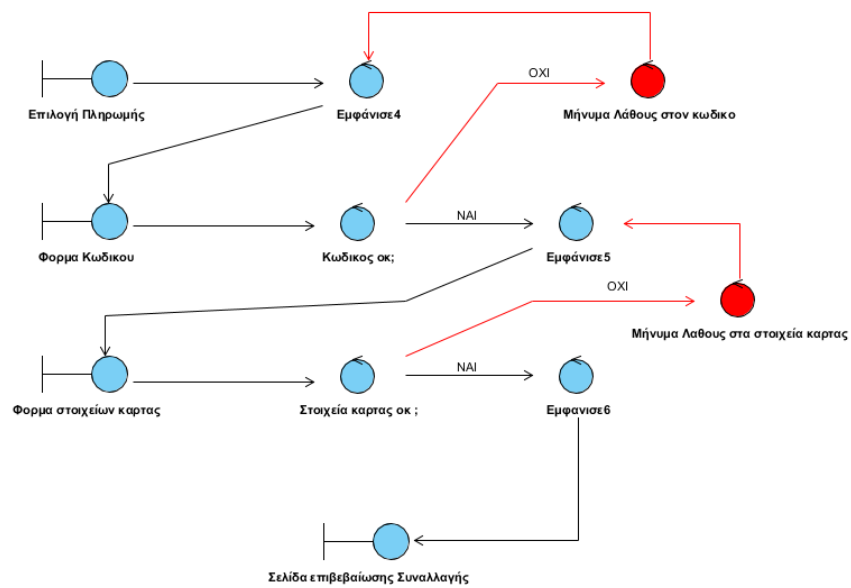 ΟΧΙ
Επιλογή Πληρωμής
Εμφάνισε4
Μήνυμα Λάθους στον κωδικο
ΝΑΙ
Φορμα Κωδικου
Κωδικος οκ;
Εμφάνισε5
ΟΧΙ
Μήνυμα Λαθους στα στοιχεία καρτας
ΝΑΙ
Φορμα στοιχείων καρτας
Στοιχεία καρτας οκ ;
Εμφανισε6
Σελίδα επιβεβαίωσης Συναλλαγής